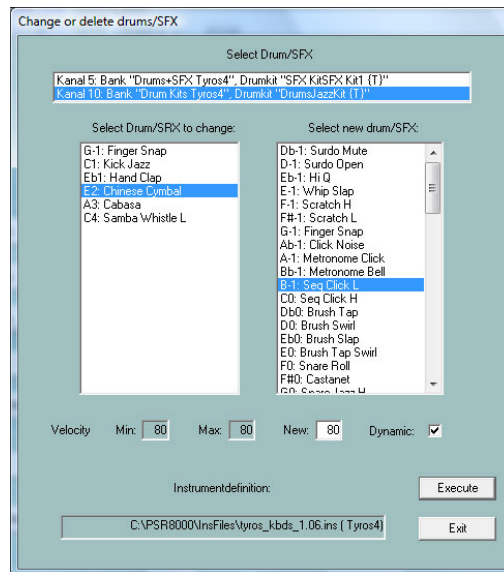 Change or delete drums/SFX
Select Drum/SFX
Kanal 5: Bank "Drums+SFX Tyros4", Drumkit "SFX KitSFX Kit1 {T}"
Kanal 10: Bank "Drum Kits Tyros4", Drumkit "DrumsJazzKit {T}"
Select Drum/SRX to change:
G-1: Finger Snap
C1: Kick Jazz
Eb1: Hand Clap
E2: Chinese Cymbal
A3: Cabasa
C4: Samba Whistle L
Select new drum/SFX:
Db-1: Surdo Mute
D-1: Surdo Open
Eb-1: Hi Q
E-1: Whip Slap
F-1: Scratch H
F#-1: Scratch L
G-1: Finger Snap
Ab-1: Click Noise
A-1: Metronome Click
Bb-1: Metronome Bell
B-1: Seq Click L
C0: Seq Click H
Db0: Brush Tap
D0: Brush Swirl
Eb0: Brush Slap
E0: Brush Tap Swirl
F0: Snare Roll
F#0: Castanet
G0: Snare Jazz H
Velocity Min: 80 Max: 80 New: 80 Dynamic:
Instrumentdefinition:
Execute
C:\PSR8000\InsFiles\tyros_kbds_1.06.ins ( Tyros4)
Exit